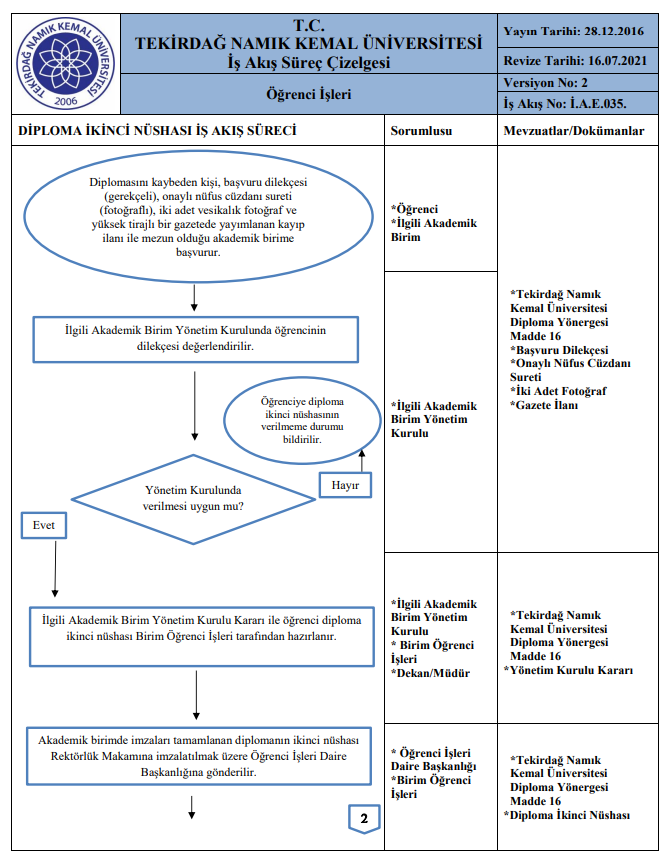 TEKİRDAĞ NAMIK KEMAL ÜNİVERSİTESİ
2006
T.C.
TEKİRDAĞ NAMIK KEMAL ÜNİVERSİTESİ
İş Akış Süreç Çizelgesi
Öğrenci İşleri
Yayın Tarihi: 28.12.2016
Revize Tarihi: 16.07.2021
Versiyon No: 2
İş Akış No: İ.A.E.035.
DİPLOMA İKİNCİ NÜSHASI İŞ AKIŞ SÜRECİ
Sorumlusu
Mevzuatlar/Dokümanlar
Diplomasını kaybeden kişi, başvuru dilekçesi
(gerekçeli), onaylı nüfus cüzdanı sureti
(fotoğraflı), iki adet vesikalık fotoğraf ve
yüksek tirajlı bir gazetede yayımlanan kayıp
ilanı ile mezun olduğu akademik birime
başvurur.
*Öğrenci
*İlgili Akademik
Birim
İlgili Akademik Birim Yönetim Kurulunda öğrencinin
dilekçesi değerlendirilir.
Öğrenciye diploma
ikinci nüshasının
verilmeme durumu
bildirilir.
Yönetim Kurulunda
verilmesi uygun mu?
Hayır
Evet
*İlgili Akademik
Birim Yönetim
Kurulu
*Tekirdağ Namık
Kemal Üniversitesi
Diploma Yönergesi
Madde 16
*Başvuru Dilekçesi
*Onaylı Nüfus Cüzdanı
Sureti
*İki Adet Fotoğraf
*Gazete İlanı
İlgili Akademik Birim Yönetim Kurulu Kararı ile öğrenci diploma
ikinci nüshası Birim Öğrenci İşleri tarafından hazırlanır.
*İlgili Akademik
Birim Yönetim
Kurulu
* Birim Öğrenci
İşleri
*Dekan/Müdür
*Tekirdağ Namık
Kemal Üniversitesi
Diploma Yönergesi
Madde 16
*Yönetim Kurulu Kararı
Akademik birimde imzaları tamamlanan diplomanın ikinci nüshası
Rektörlük Makamına imzalatılmak üzere Öğrenci İşleri Daire
Başkanlığına gönderilir.
2
* Öğrenci İşleri
Daire Başkanlığı
*Birim Öğrenci
İşleri
*Tekirdağ Namık
Kemal Üniversitesi
Diploma Yönergesi
Madde 16
*Diploma İkinci Nüshası